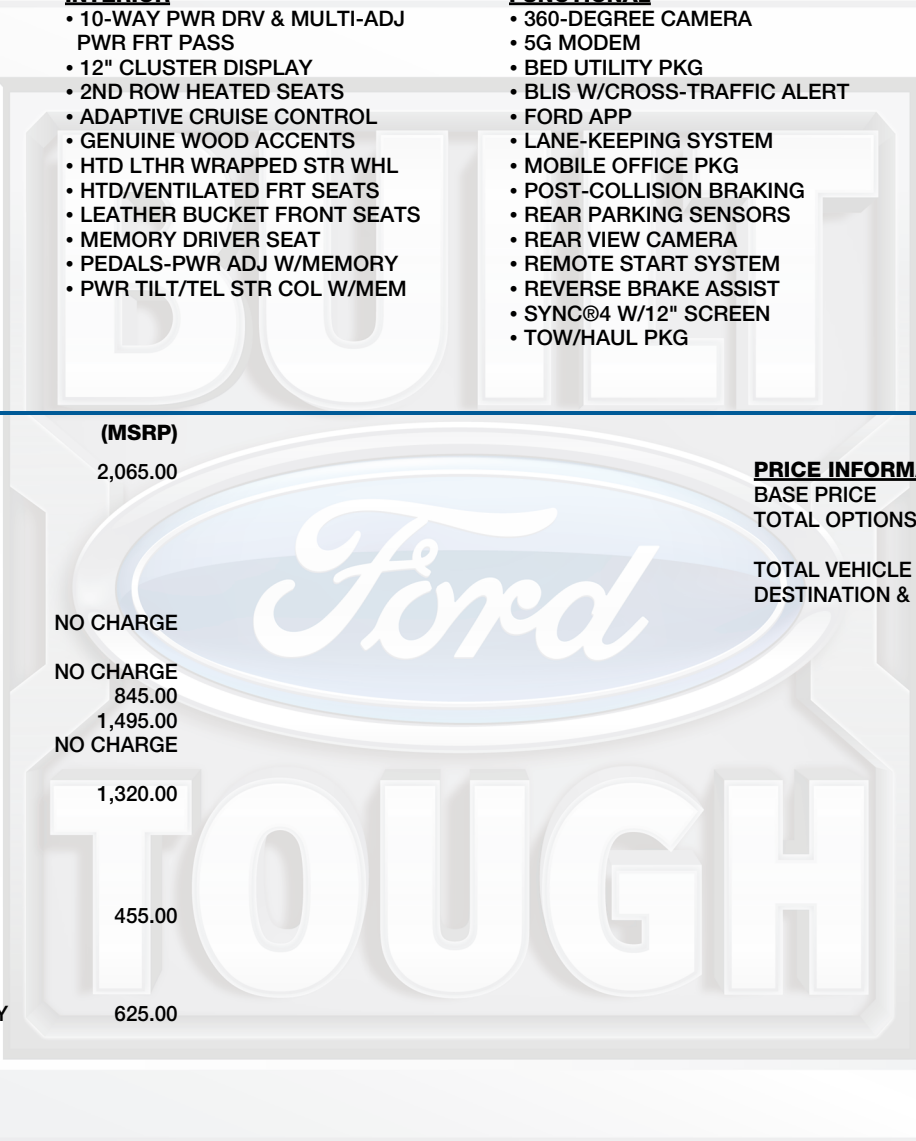 INTERIOR
• 10-WAY PWR DRV & MULTI-ADJ
PWR FRT PASS
• 12" CLUSTER DISPLAY
• 2ND ROW HEATED SEATS
• ADAPTIVE CRUISE CONTROL
• GENUINE WOOD ACCENTS
• HTD LTHR WRAPPED STR WHL
• HTD/VENTILATED FRT SEATS
• LEATHER BUCKET FRONT SEATS
• MEMORY DRIVER SEAT
• PEDALS-PWR ADJ W/MEMORY
• PWR TILT/TEL STR COL W/MEM
FUNCTIONAL
• 360-DEGREE CAMERA
• 5G MODEM
• BED UTILITY PKG
• BLIS W/CROSS-TRAFFIC ALERT
• FORD APP
• LANE-KEEPING SYSTEM
• MOBILE OFFICE PKG
• POST-COLLISION BRAKING
• REAR PARKING SENSORS
• REAR VIEW CAMERA
• REMOTE START SYSTEM
• REVERSE BRAKE ASSIST
• SYNC®4 W/12" SCREEN
• TOW/HAUL PKG
BUILT
Ford
TOUGH
(MSRP)
2,065.00
NO CHARGE
NO CHARGE
845.00
1,495.00
NO CHARGE
1,320.00
455.00
Y 625.00
PRICE INFORM
BASE PRICE
TOTAL OPTIONS
TOTAL VEHICLE
DESTINATION &